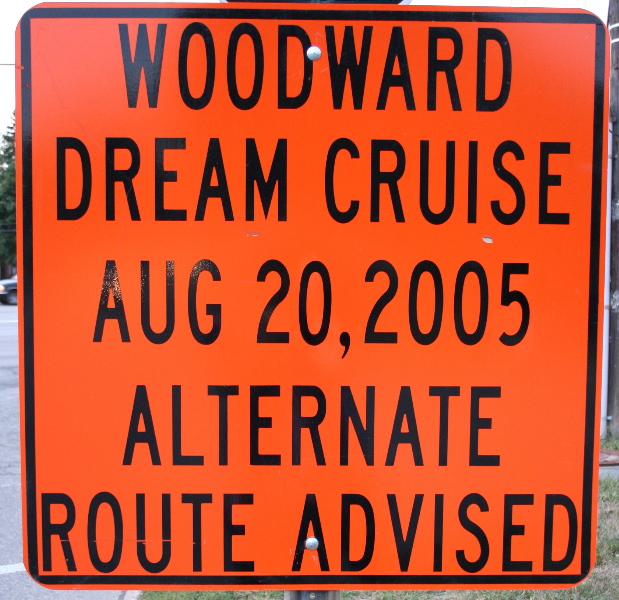 WOODWARD
DREAM CRUISE
AUG 20,2005
ALTERNATE
ROUTE ADVISED